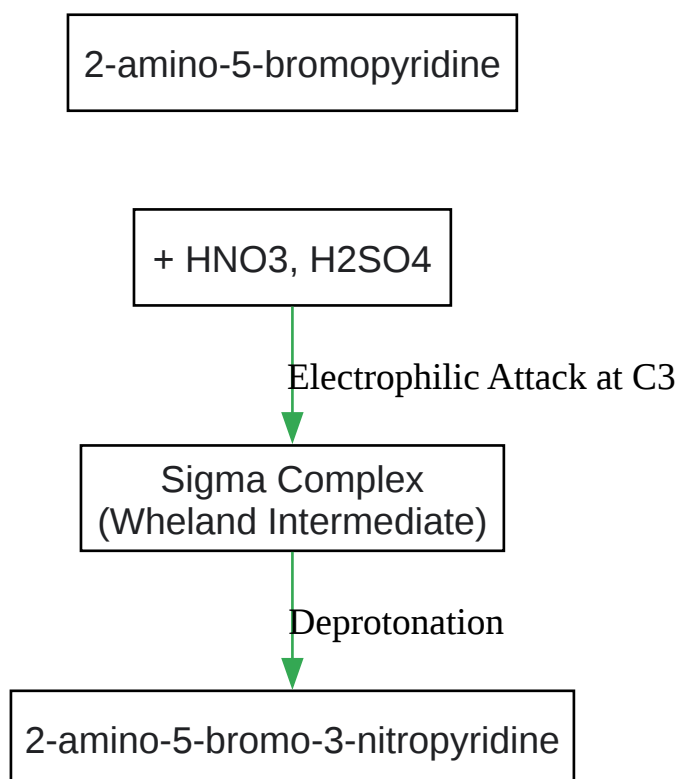 2-amino-5-bromopyridine
+ HNO3, H2SO4
Electrophilic Attack at C3
Sigma Complex
(Wheland Intermediate)
Deprotonation
2-amino-5-bromo-3-nitropyridine